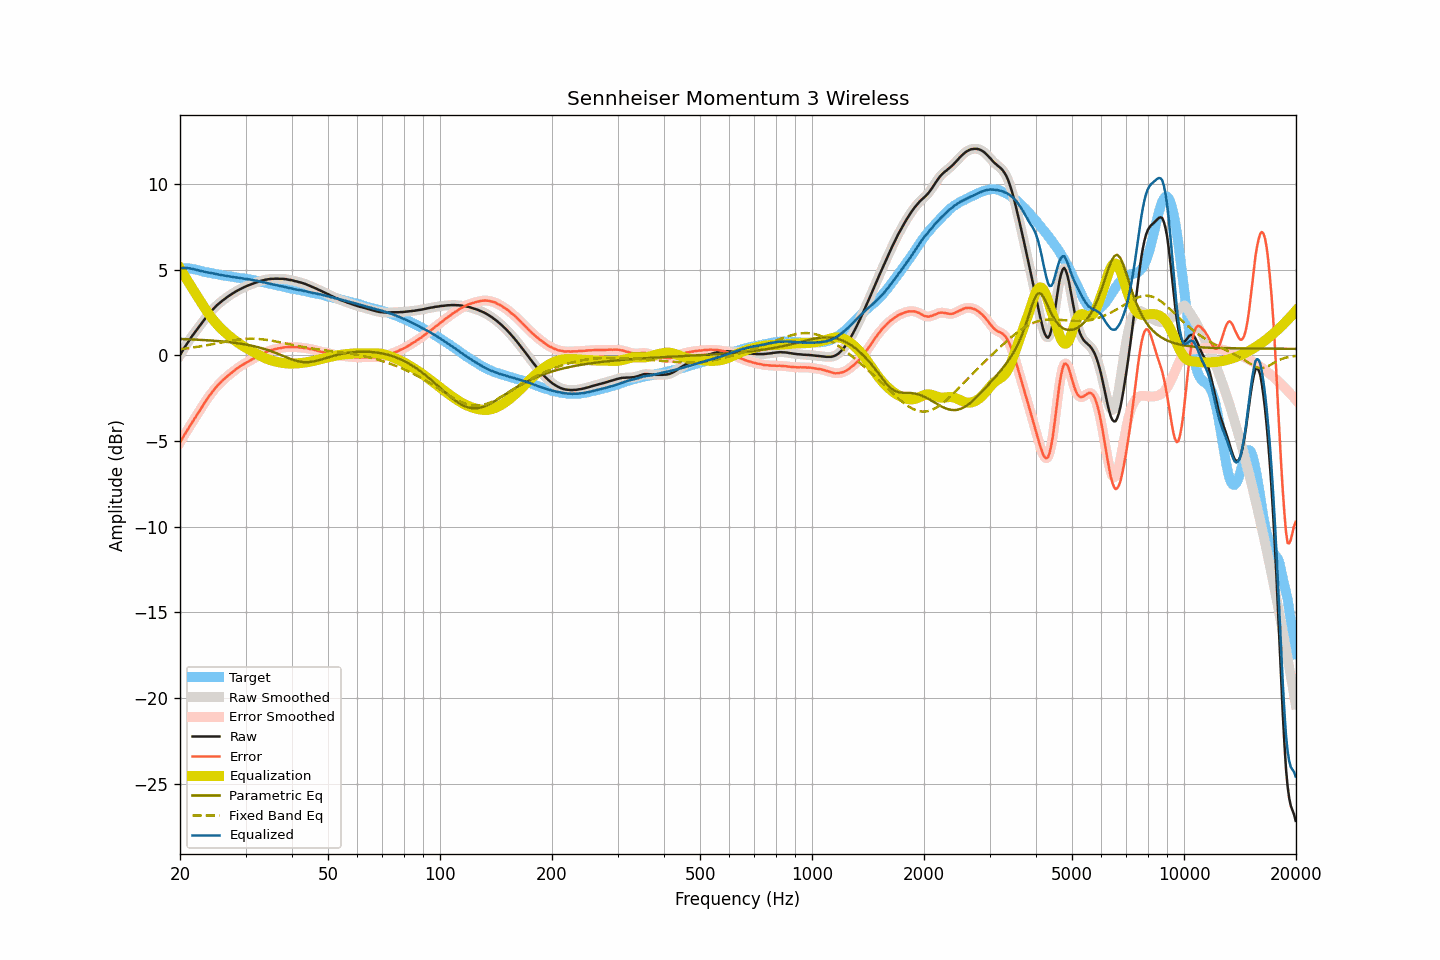 Sennheiser Momentum 3 Wireless
Amplitude (dBr)
10
5
0
−5
−10
−15
−20
−25
Target
Raw Smoothed
Error Smoothed
Raw
Error
Equalization
Parametric Eq
Fixed Band Eq
Equalized
20 50 100 200 500 1000 2000 5000 10000 20000
Frequency (Hz)